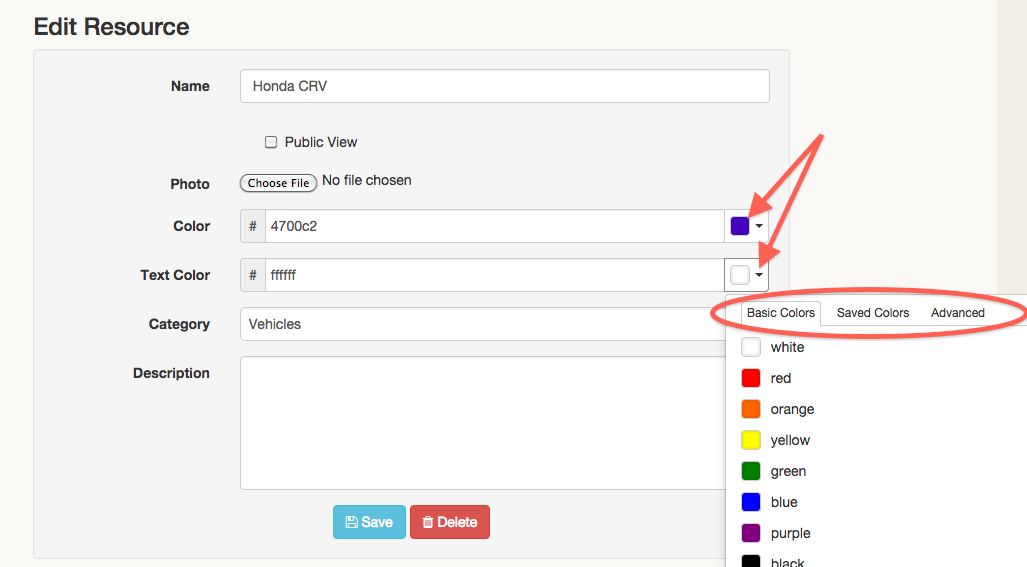 Edit Resource
Name Honda CRV
Public View
Photo Choose File No file chosen
Color # 4700c2
Text Color # ffffff
Basic Colors Saved Colors Advanced
Category Vehicles
white
Description
red
orange
yellow
green
blue
purple
Save Delete
black